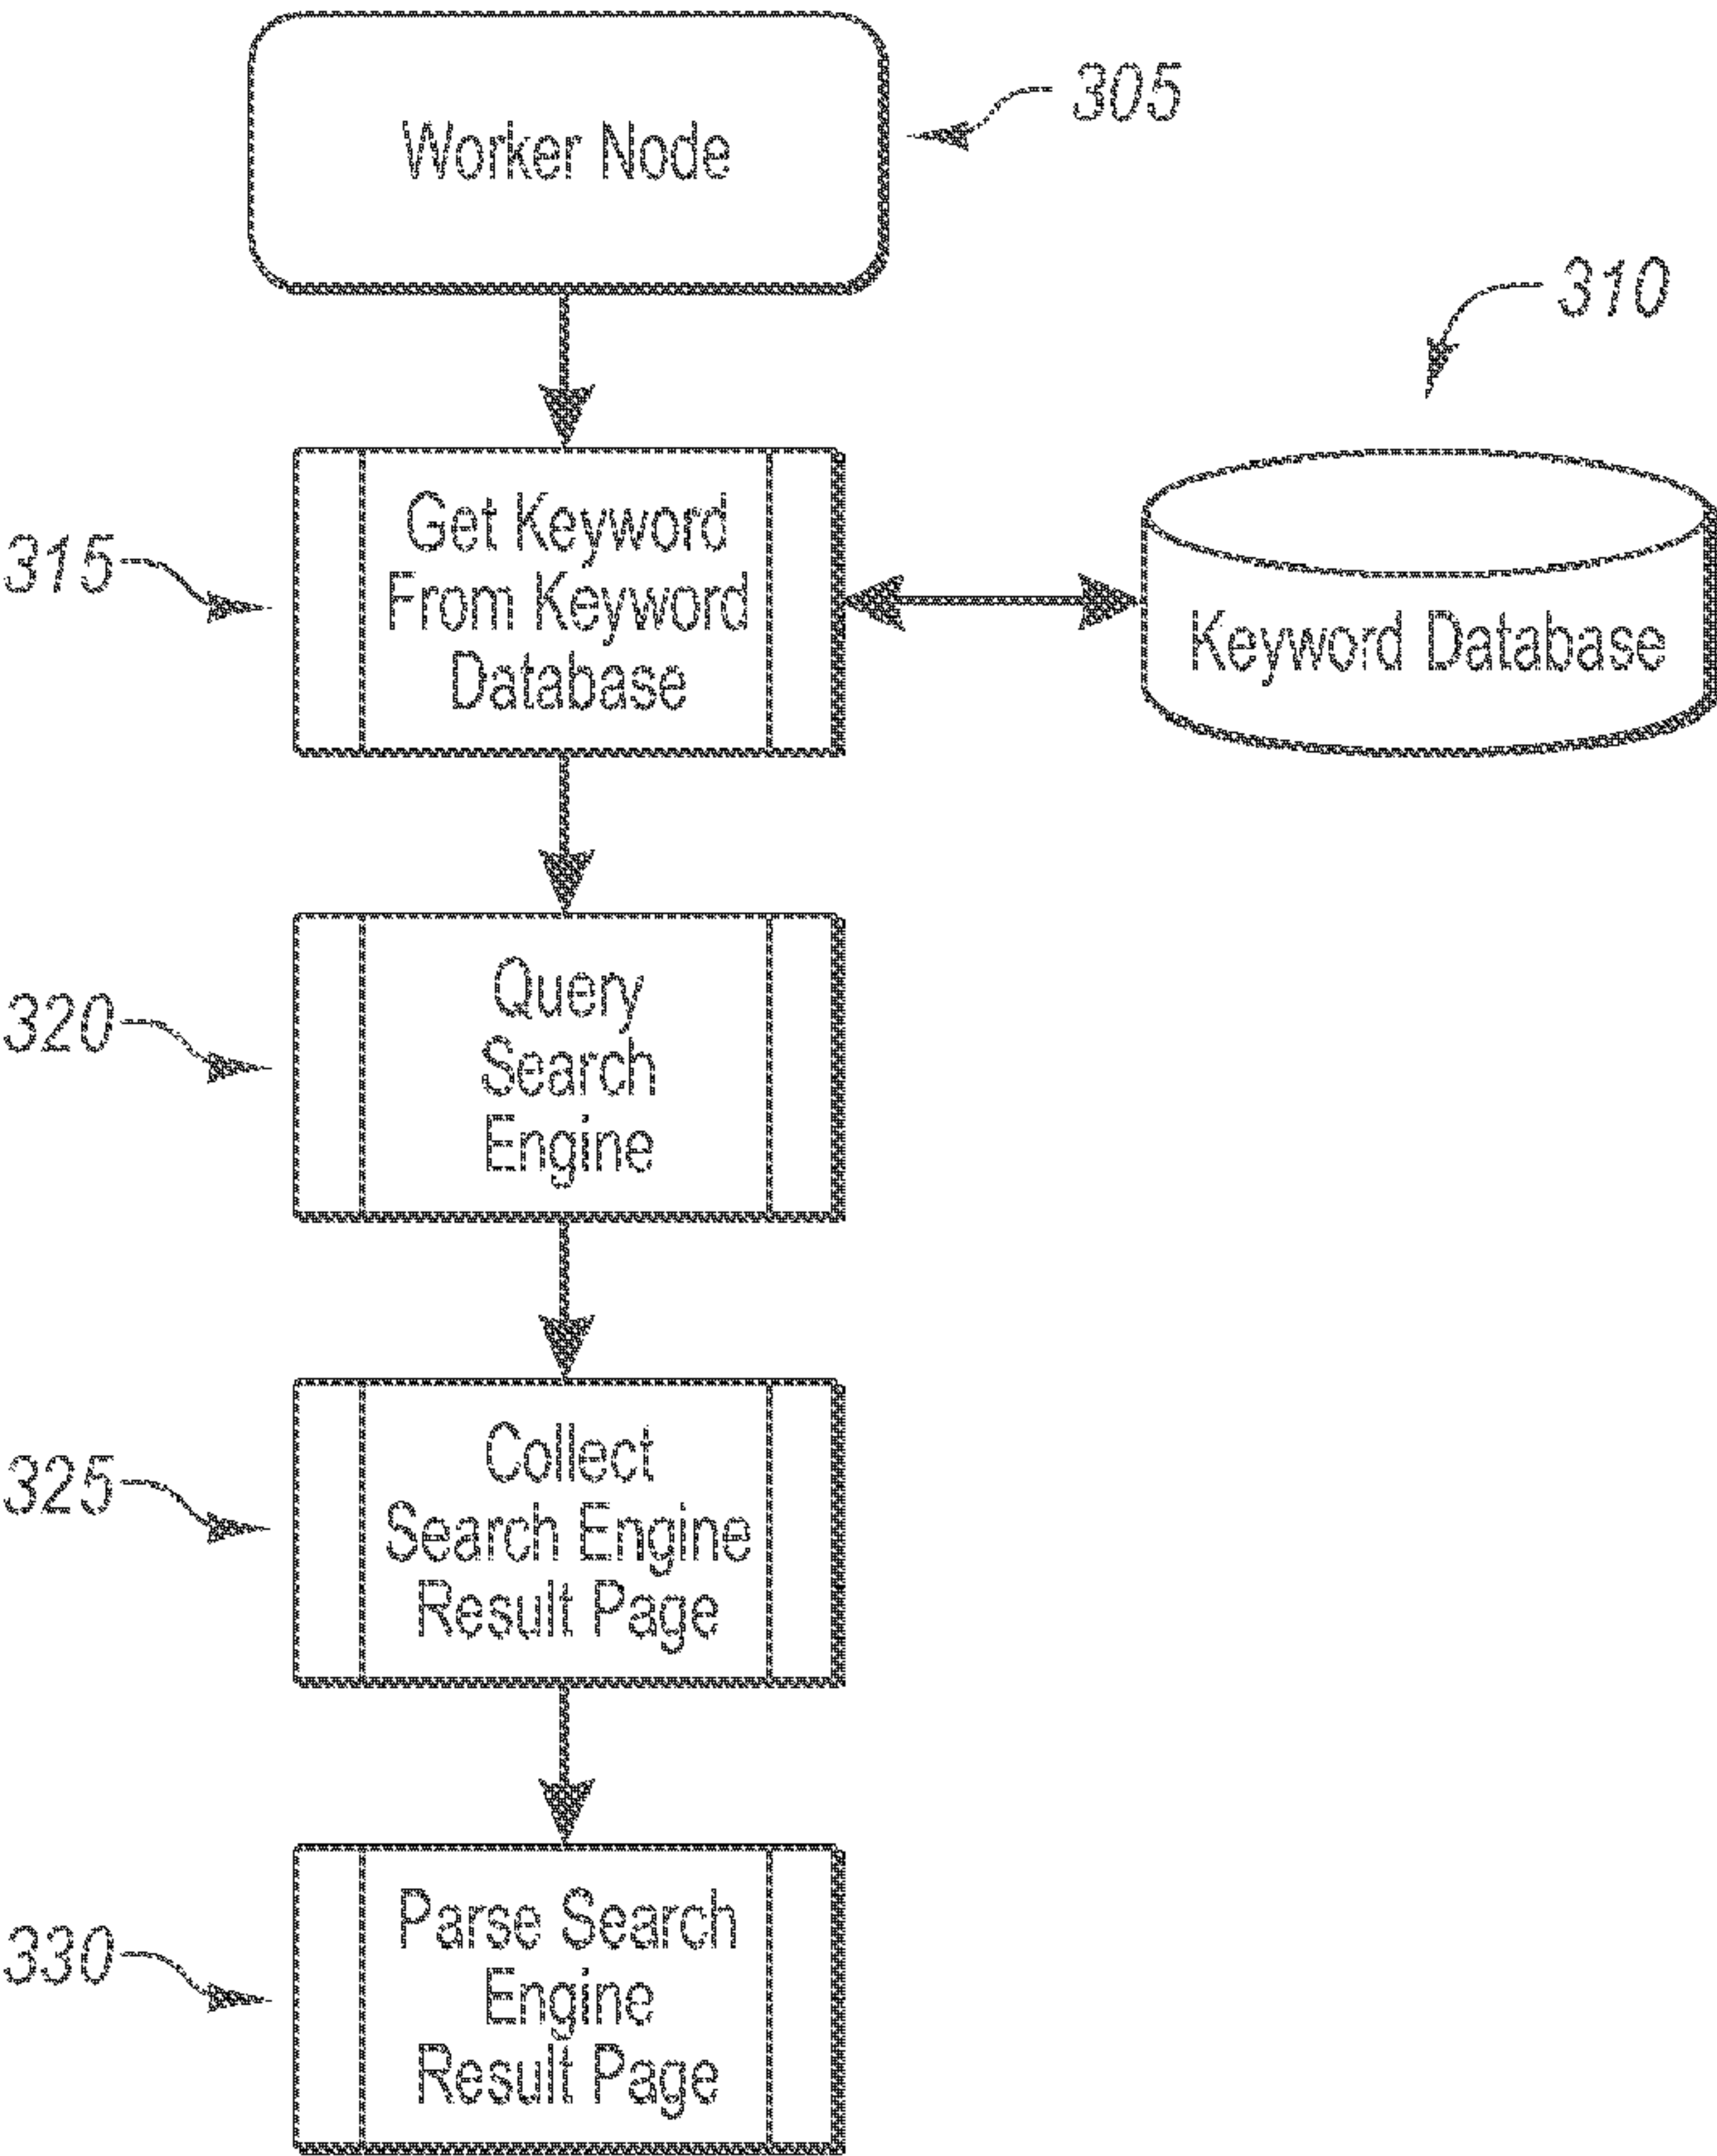 Worker Node
305
310
315
Get Keyword
From Keyword
Database
Keyword Database
320
Query
Search
Engine
325
Collect
Search Engine
Result Page
330
Parse Search
Engine
Result Page